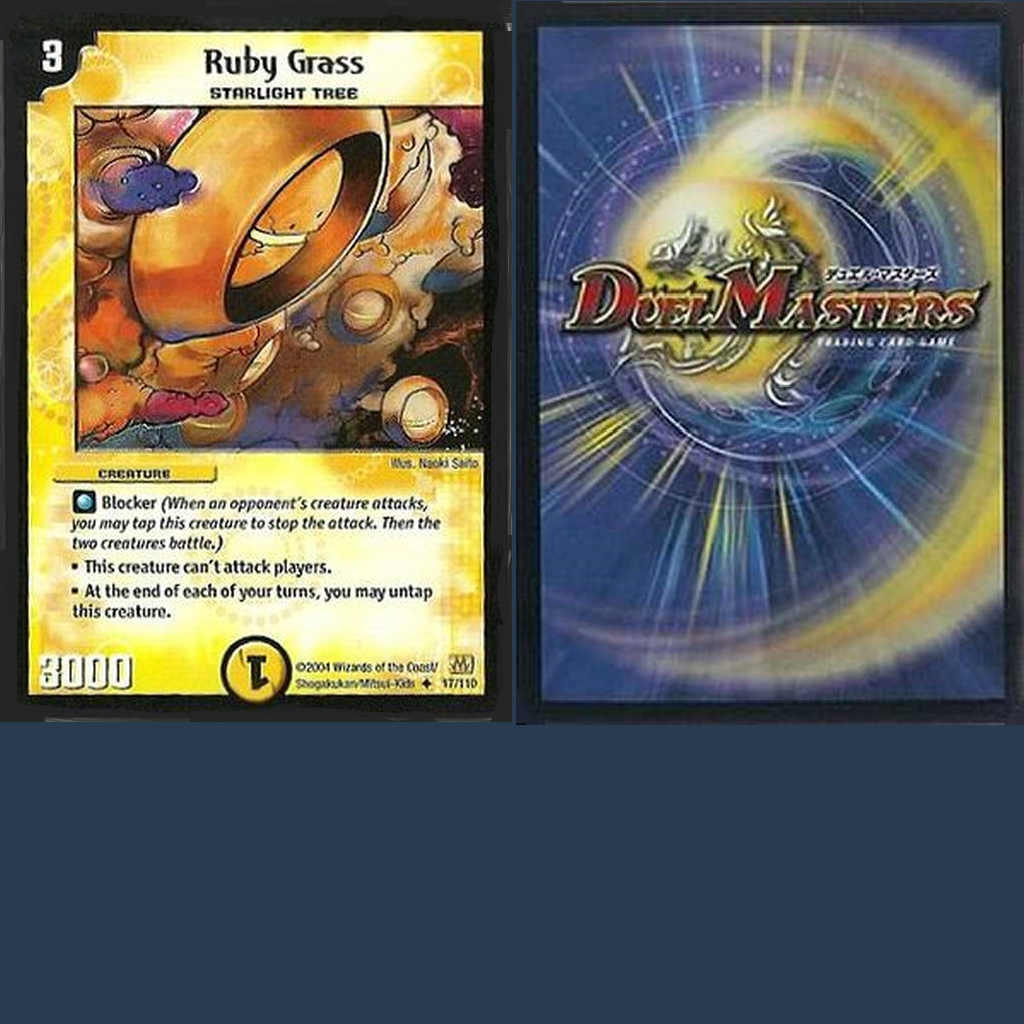 3
Ruby Grass
STARLIGHT TREE
Illus. Naoki Saito
CREATURE
Blocker (When an opponent's creature attacks,
you may tap this creature to stop the attack. Then the
two creatures battle.)
▪ This creature can't attack players.
▪ At the end of each of your turns, you may untap
this creature.
3000
1
©2004 Wizards of the Coast/
Shogakukan/Mitsui-Kids 17/110
デュエル・マスターズ
DUEL MASTERS
TRADING CARD GAME